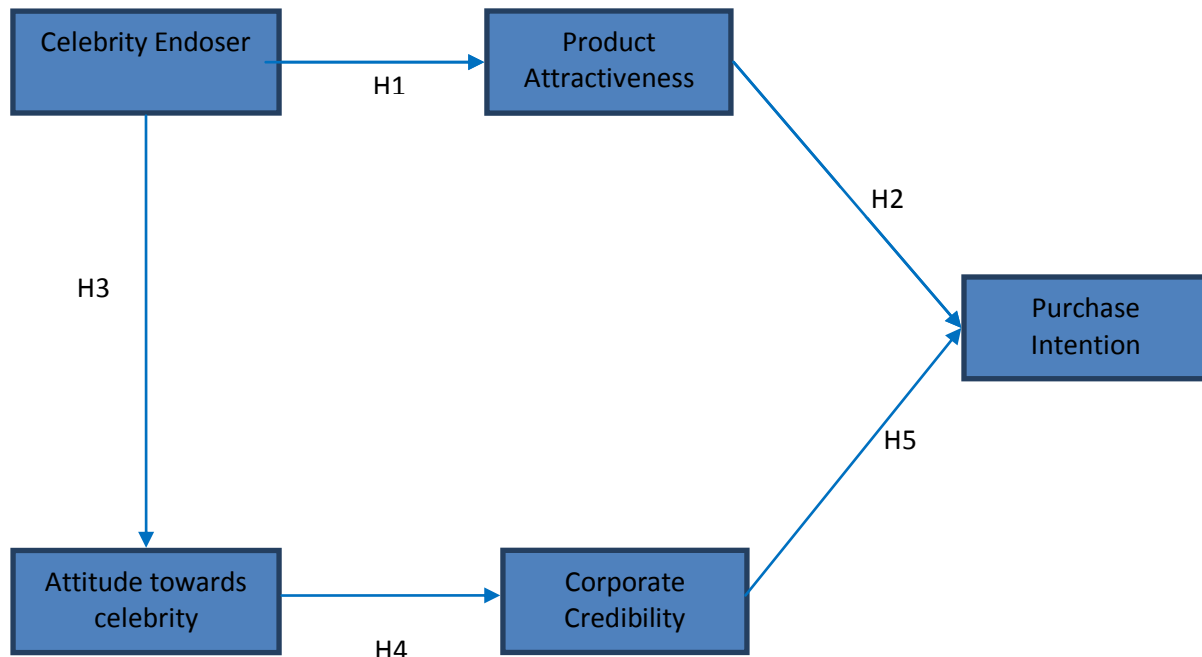 Celebrity Endoser
Product
Attractiveness
H1
H2
H3
Purchase
Intention
H5
Attitude towards
celebrity
Corporate
Credibility
H4